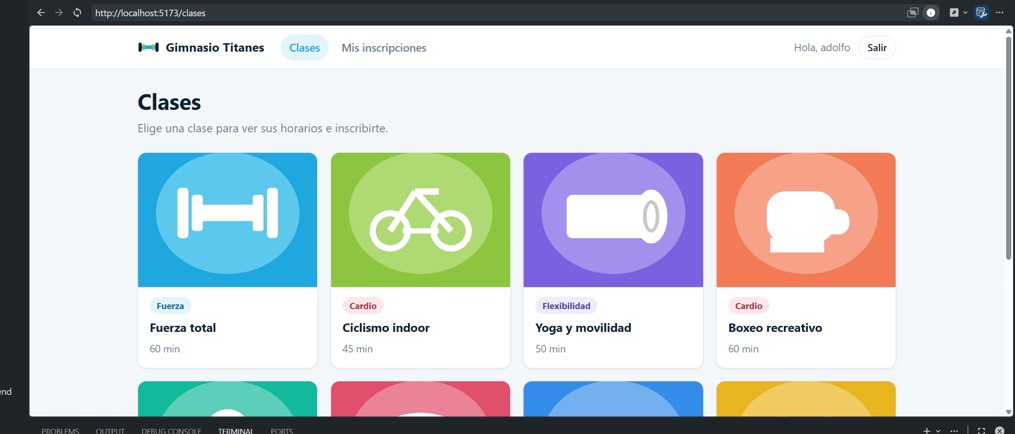 http://localhost:5173/clases
Gimnasio Titanes Clases Mis inscripciones Hola, adolfo Salir
Clases
Elige una clase para ver sus horarios e inscribirte.
Fuerza Cardio Flexibilidad Cardio
Fuerza total Ciclismo indoor Yoga y movilidad Boxeo recreativo
60 min 45 min 50 min 60 min
end
PROBLEMS OUTPUT DEBUG CONSOLE TERMINAL PORTS